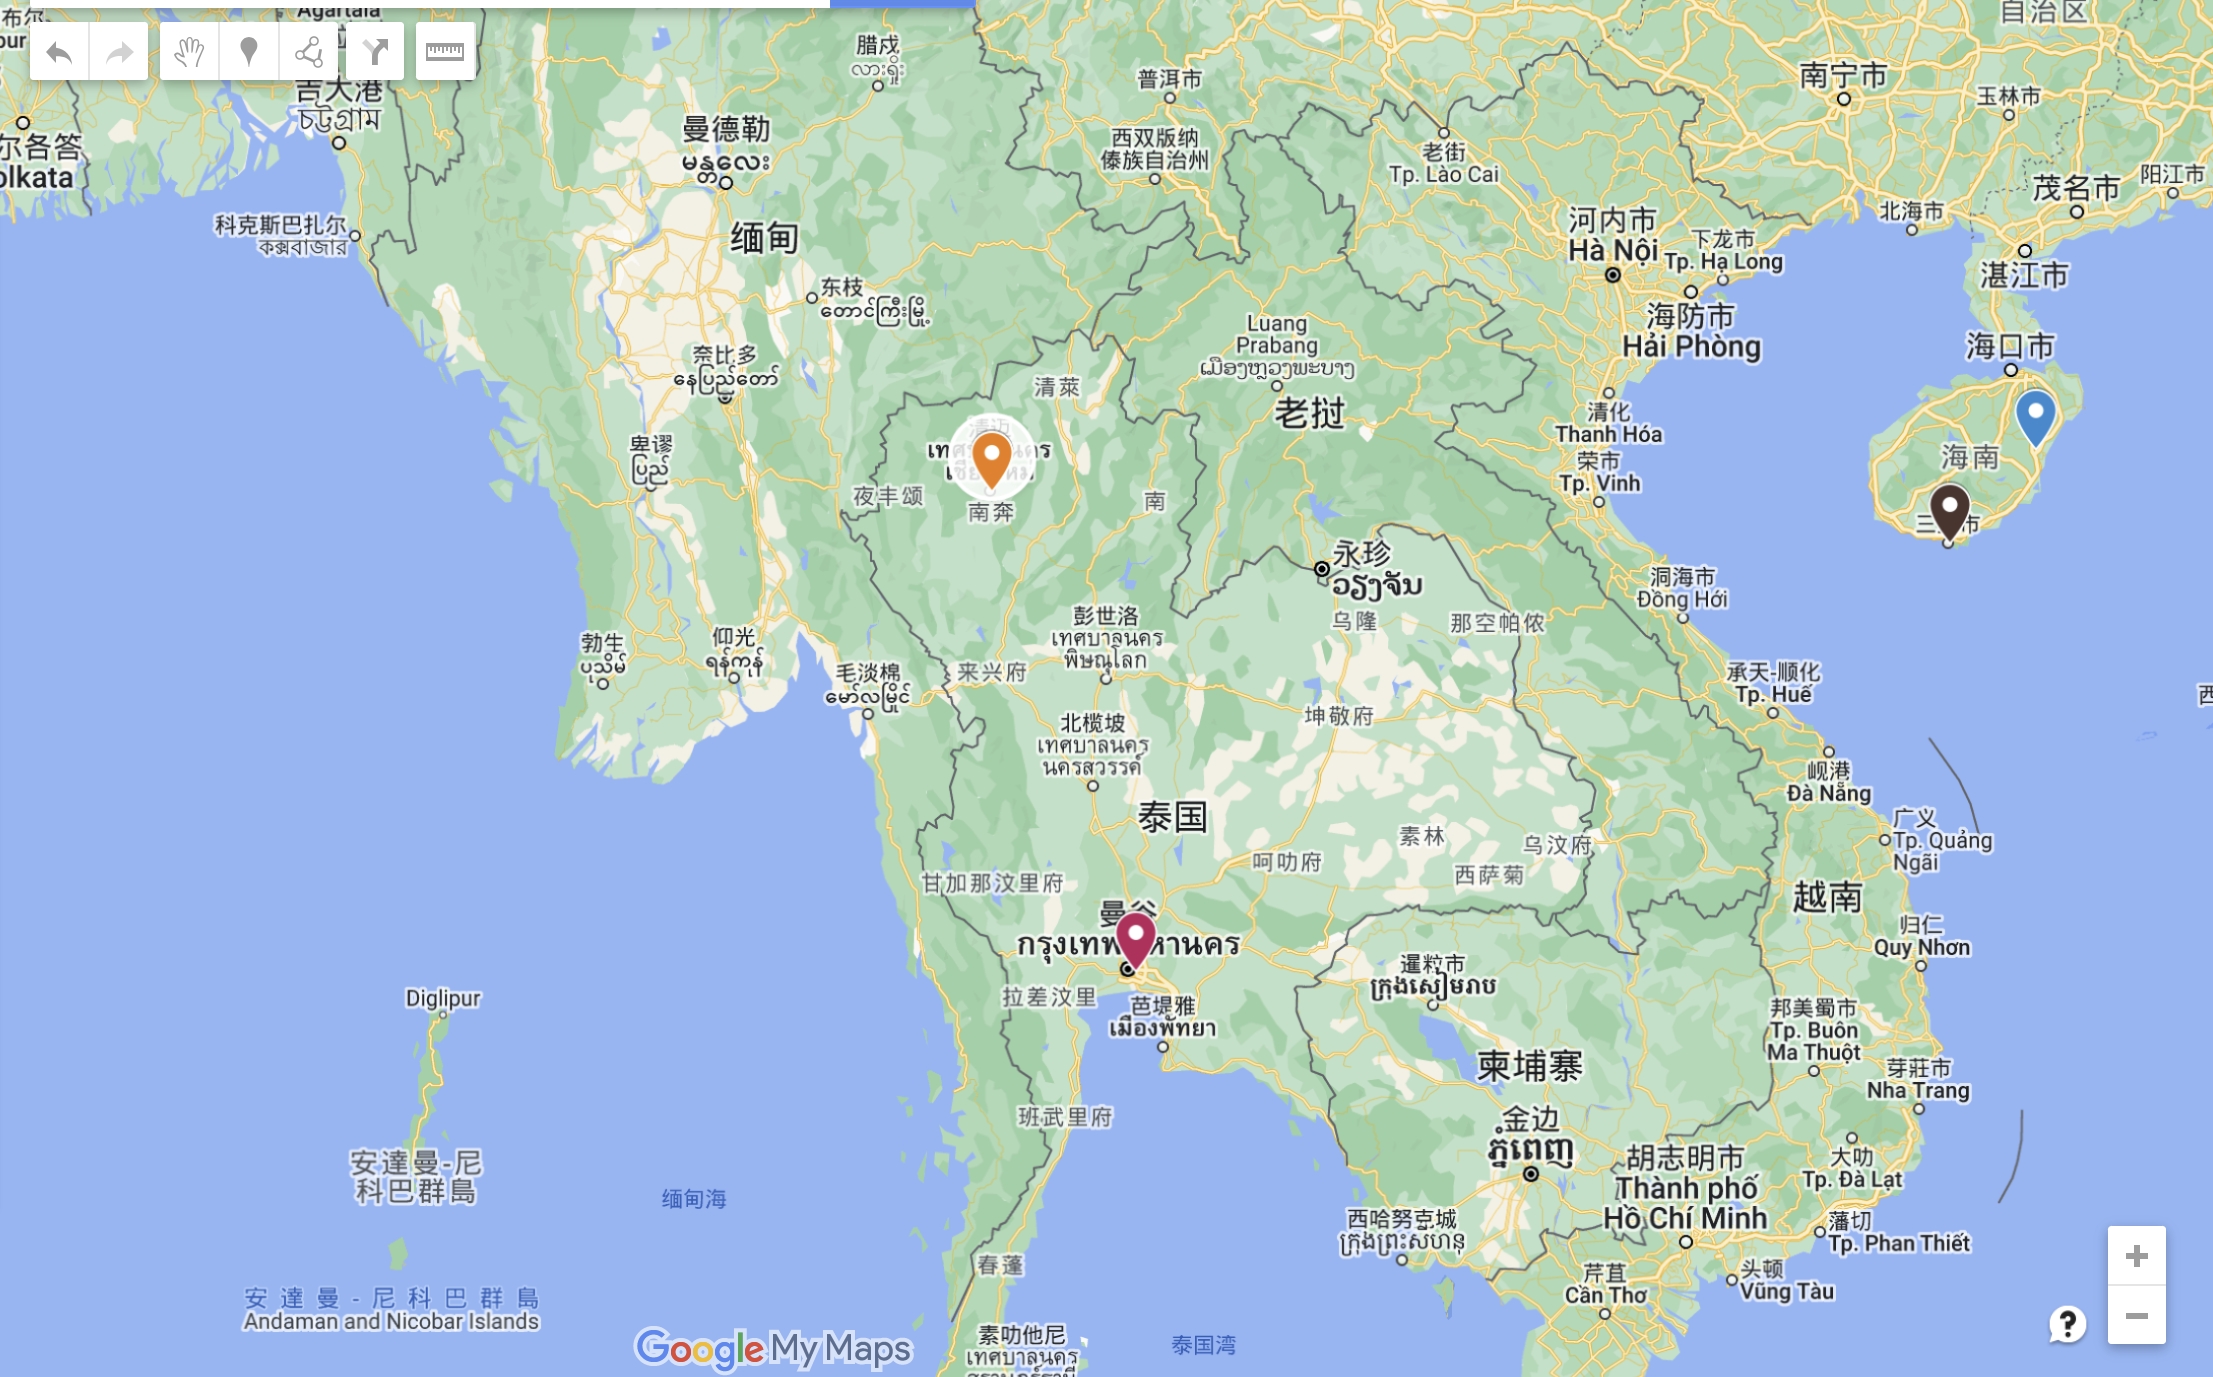 布尔
pur
Agartala
吉大港
চট্টগ্রাম
尔各答
olkata
科克斯巴扎尔
কক্সবাজার
腊戌
လားရှိုး
曼德勒
မန္တလေး
缅甸
东枝
တောင်ကြီးမြို့
奈比多
နေပြည်တော်
卑谬
ပြည်
勃生
ပုသိမ်
仰光
ရန်ကုန်
毛淡棉
မော်လမြိုင်
普洱市
西双版纳
傣族自治州
老街
Tp. Lào Cai
自治区
南宁市
玉林市
茂名市
阳江市
北海市
湛江市
海口市
海南
河内市
Hà Nội
下龙市
Tp. Hạ Long
海防市
Hải Phòng
Luang
Prabang
ເມືອງຫຼວງພະບາງ
老挝
清化
Thanh Hóa
荣市
Tp. Vinh
清萊
夜丰颂
南奔
南
永珍
ວຽງຈັນ
乌隆
那空帕侬
洞海市
Đồng Hới
彭世洛
เทศบาลนคร
พิษณุโลก
来兴府
承天-顺化
Tp. Huế
西
坤敬府
北榄坡
เทศบาลนคร
นครสวรรค์
岘港
Đà Nẵng
泰国
广义
Tp. Quảng
Ngãi
素林
乌汶府
呵叻府
西萨菊
甘加那汶里府
越南
曼谷
归仁
Quy Nhơn
暹粒市
ក្រុងសៀមរាប
拉差汶里
芭堤雅
เมืองพัทยา
Diglipur
邦美蜀市
Tp. Buôn
Ma Thuột
柬埔寨
芽莊市
Nha Trang
班武里府
金边
ភ្នំពេញ
胡志明市
Thành phố
Hồ Chí Minh
大叻
Tp. Đà Lạt
安達曼-尼
科巴群島
缅甸海
西哈努克城
ក្រុងព្រះសីហនុ
藩切
Tp. Phan Thiết
春蓬
芹苴
Cần Thơ
头顿
Vũng Tàu
安達曼-尼科巴群島
Andaman and Nicobar Islands
素叻他尼
เทศบาลนคร
泰国湾
Google My Maps